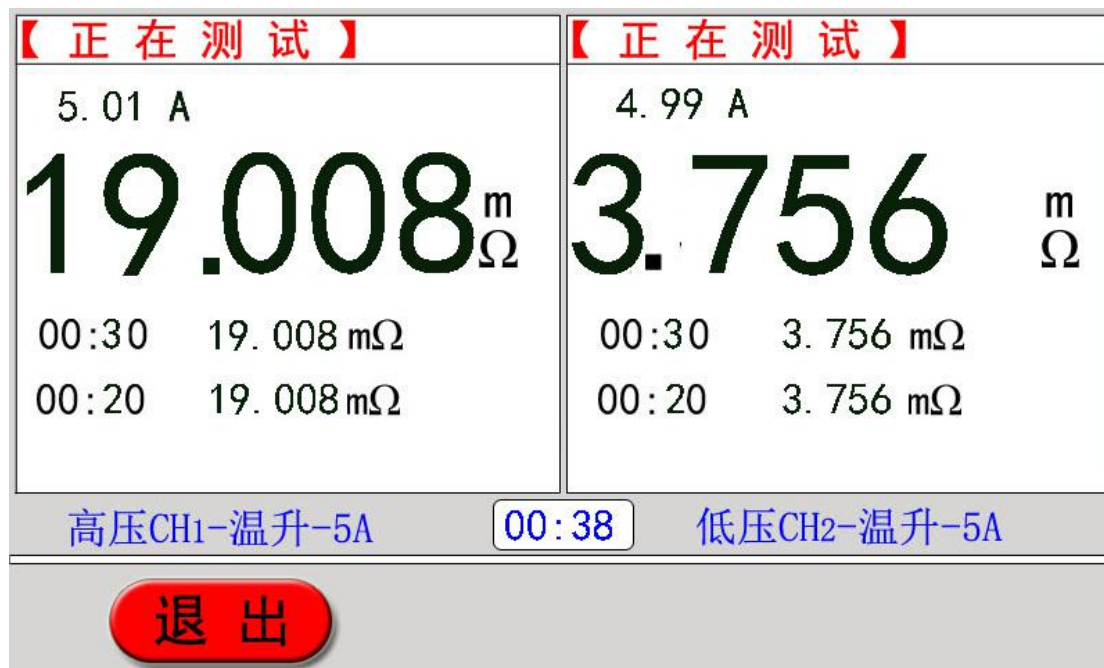 【正在测试】
5.01 A
19.008 mΩ
00:30 19.008 mΩ
00:20 19.008 mΩ
【正在测试】
4.99 A
3.756 mΩ
00:30 3.756 mΩ
00:20 3.756 mΩ
高压CH1-温升-5A
00:38
低压CH2-温升-5A
退出